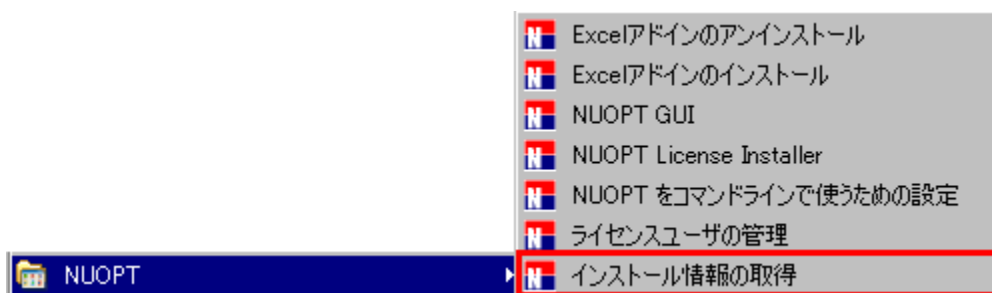 Excelアドインのアンインストール
Excelアドインのインストール
NUOPT GUI
NUOPT License Installer
NUOPT をコマンドラインで使うための設定
ライセンスユーザの管理
NUOPT
インストール情報の取得